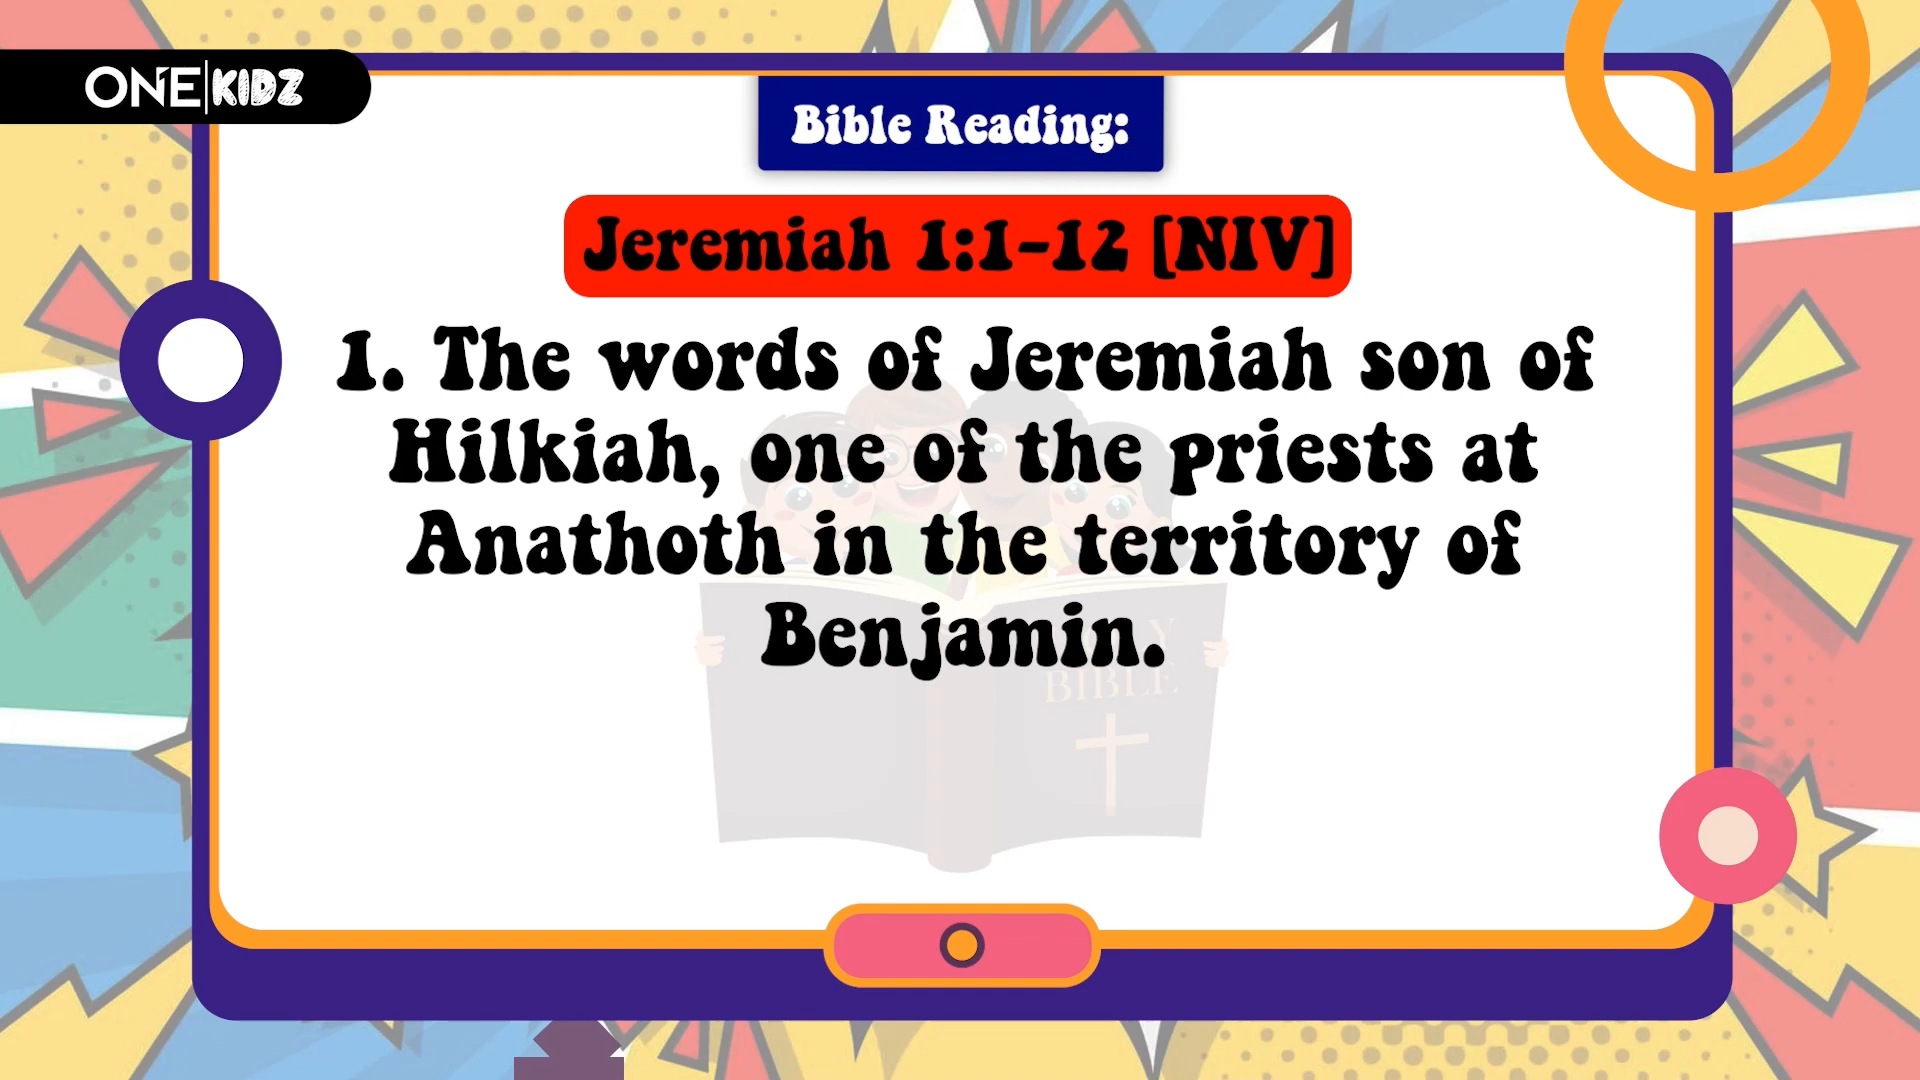 ONE|KIDZ
Bible Reading:
Jeremiah 1:1-12 [NIV]
1. The words of Jeremiah son of
Hilkiah, one of the priests at
Anathoth in the territory of
Benjamin.
BIBLE